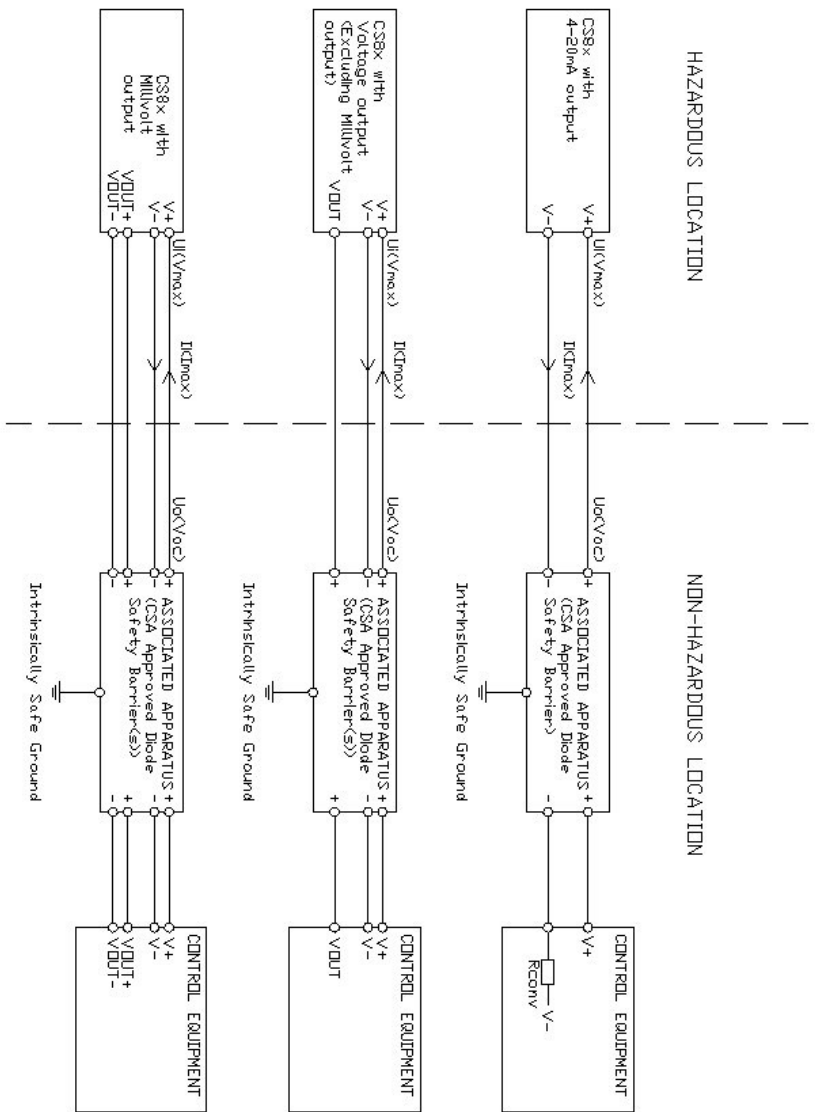 HAZARDOUS LOCATION
NON-HAZARDOUS LOCATION
CS8x with
4-20mA output
V+
V-
Ui(Vmax)
Ii(Imax)
Uo(Voc)
+ ASSOCIATED APPARATUS +
- (CSA Approved Diode -
Safety Barrier)
Intrinsically Safe Ground
CONTROL EQUIPMENT
V+
V-
Rconv
CS8x with
Voltage output
(Excluding Millivolt
output)
V+
V-
VOUT
Ui(Vmax)
Ii(Imax)
Uo(Voc)
+ ASSOCIATED APPARATUS +
- (CSA Approved Diode -
+ Safety Barrier(s)) +
Intrinsically Safe Ground
CONTROL EQUIPMENT
V+
V-
VOUT
CS8x with
Millivolt
output
V+
V-
VOUT+
VOUT-
Ui(Vmax)
Ii(Imax)
Uo(Voc)
+ ASSOCIATED APPARATUS +
- (CSA Approved Diode -
+ Safety Barrier(s)) +
- -
Intrinsically Safe Ground
CONTROL EQUIPMENT
V+
V-
VOUT+
VOUT-